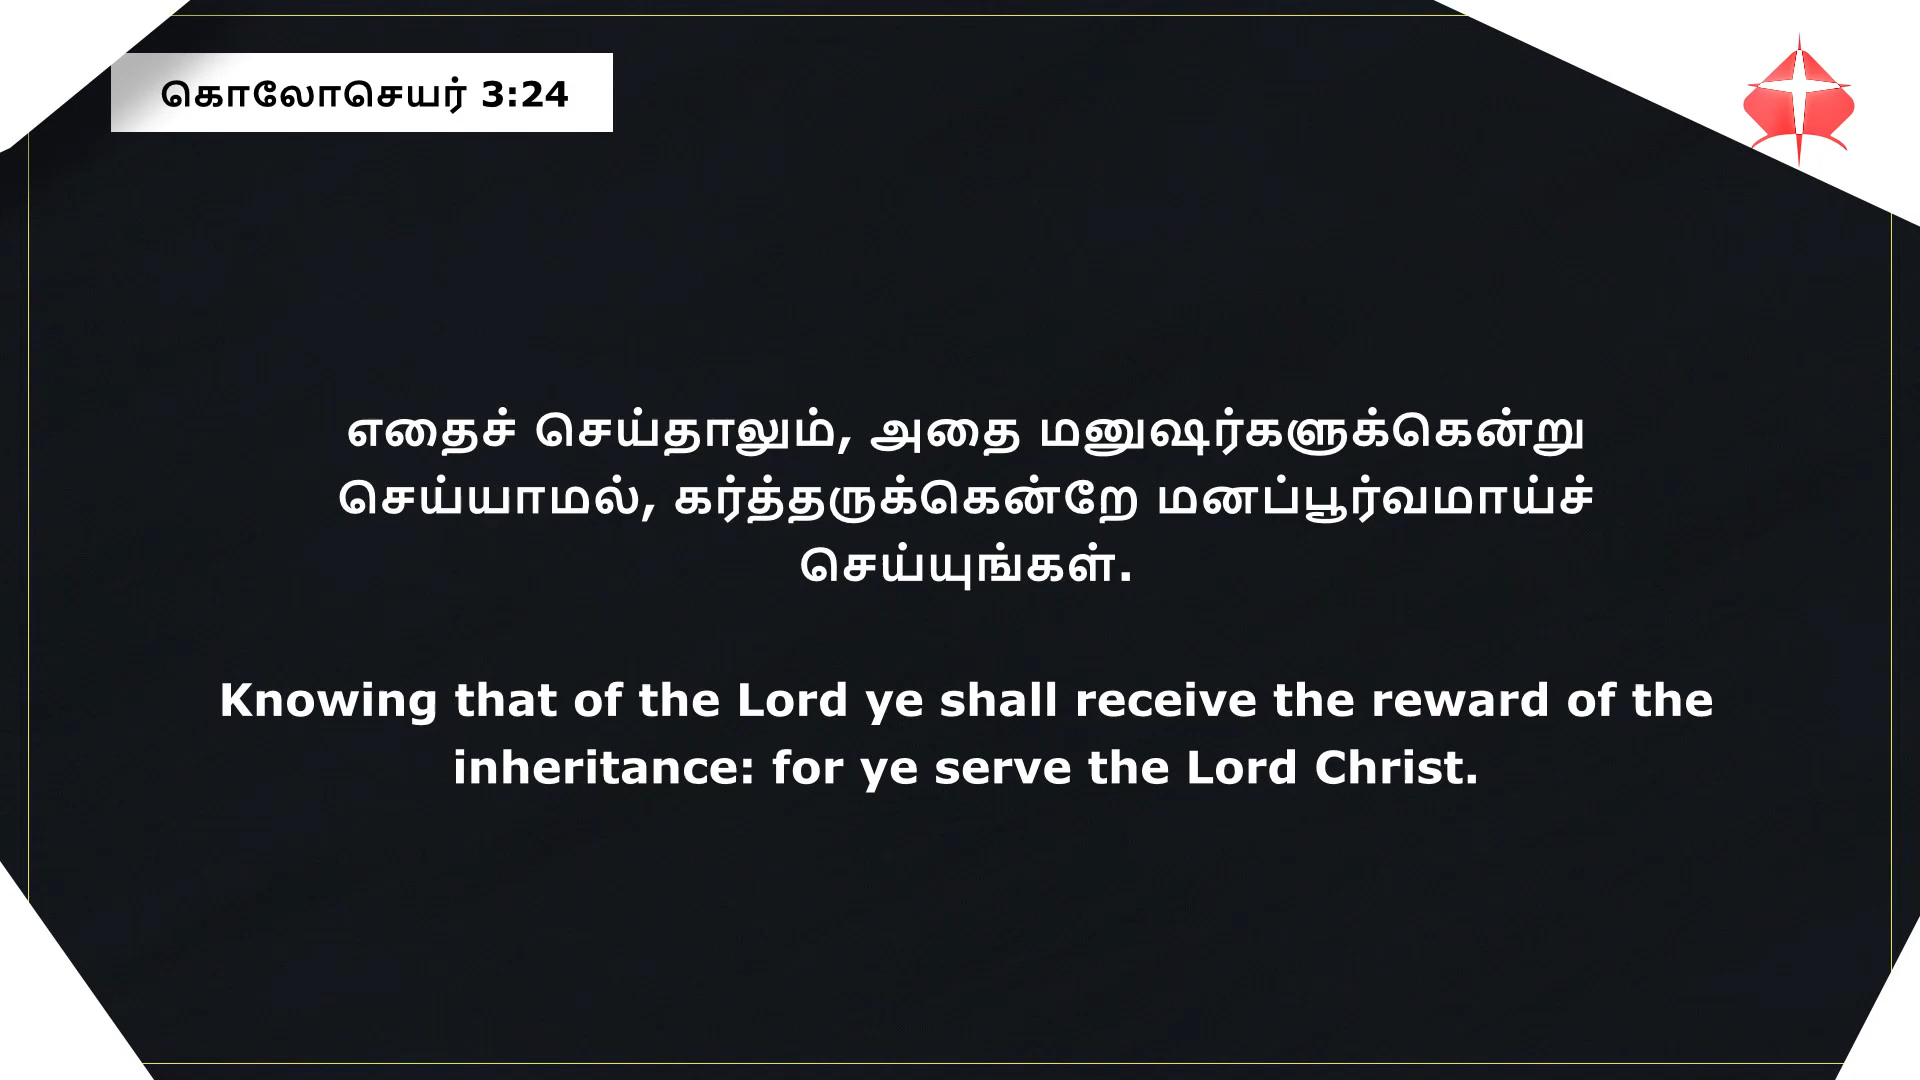 கொலோசெயர் 3:24
எதைச் செய்தாலும், அதை மனுஷர்களுக்கென்று
செய்யாமல், கர்த்தருக்கென்றே மனப்பூர்வமாய்ச்
செய்யுங்கள்.
Knowing that of the Lord ye shall receive the reward of the
inheritance: for ye serve the Lord Christ.